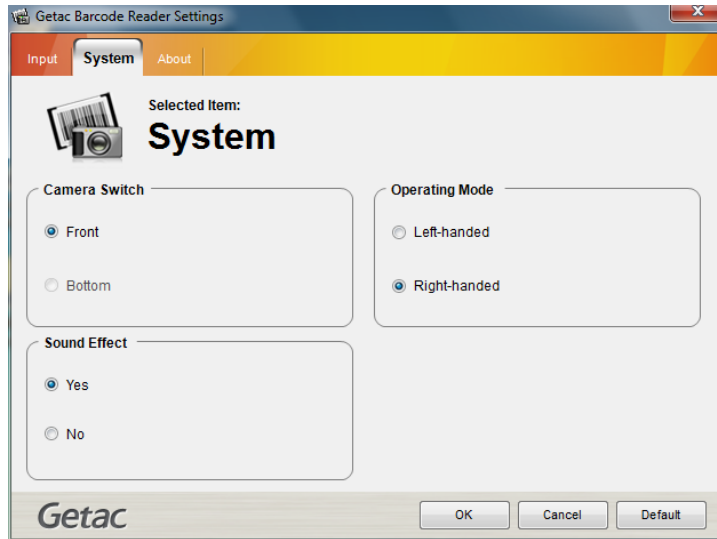 Getac Barcode Reader Settings
Input System About
Selected Item:
System
Camera Switch
Front
Bottom
Operating Mode
Left-handed
Right-handed
Sound Effect
Yes
No
Getac
OK Cancel Default